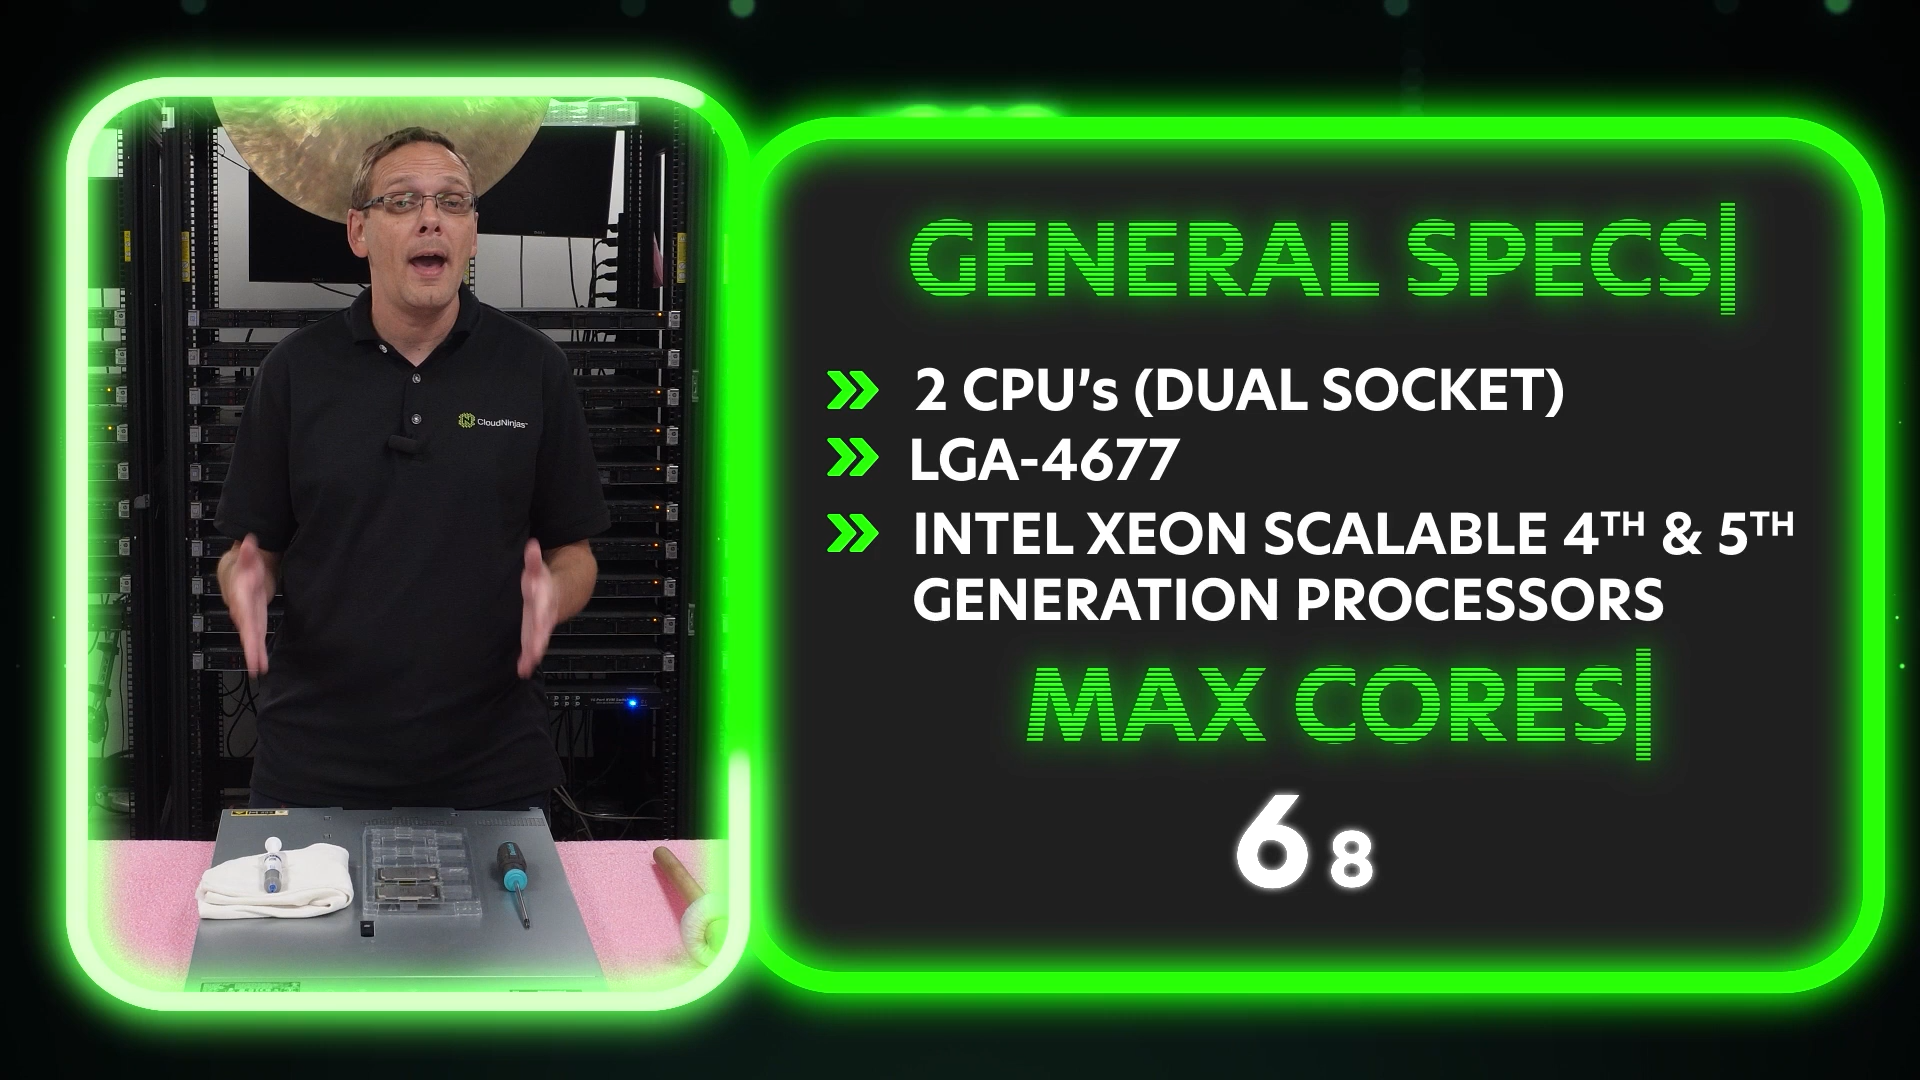 GENERAL SPECS
2 CPU’s (DUAL SOCKET)
LGA-4677
INTEL XEON SCALABLE 4TH & 5TH
GENERATION PROCESSORS
MAX CORES
6 8
CloudNinjas